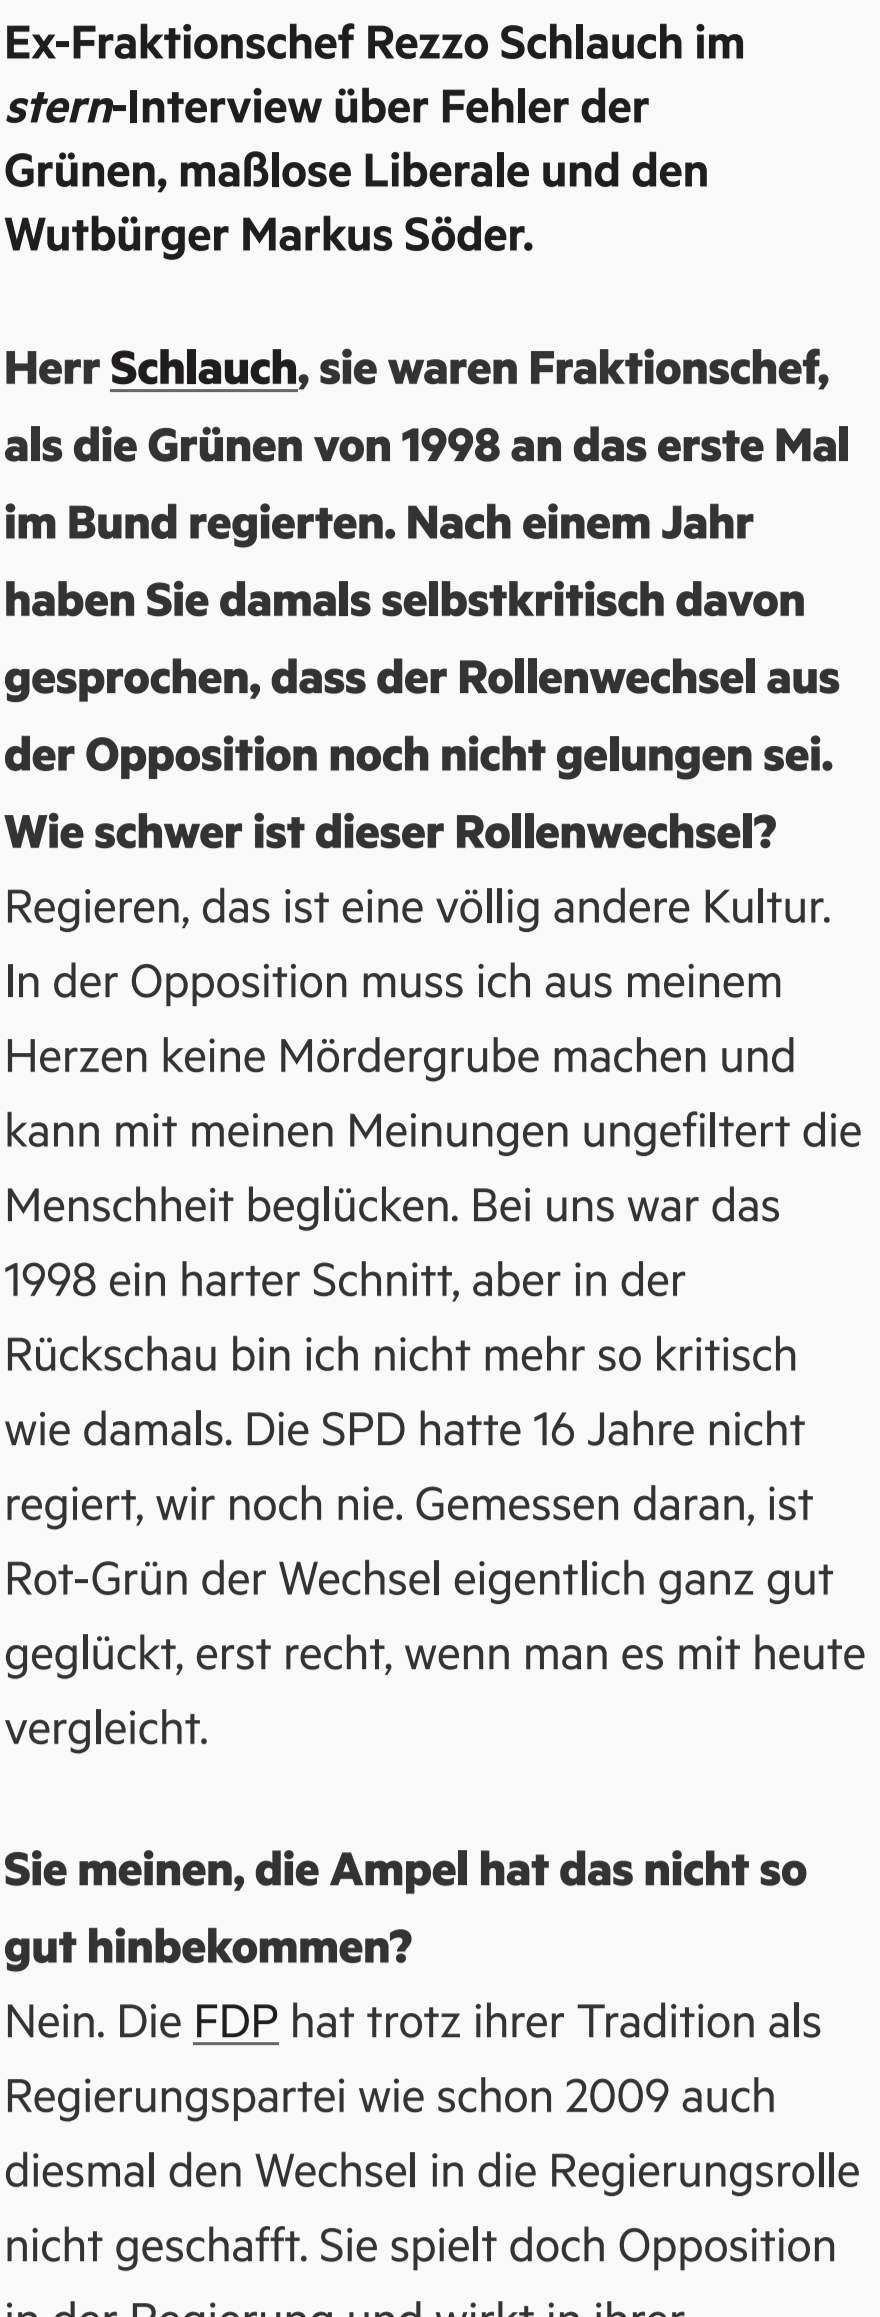 Ex-Fraktionschef Rezzo Schlauch im
stern-Interview über Fehler der
Grünen, maßlose Liberale und den
Wutbürger Markus Söder.
Herr Schlauch, sie waren Fraktionschef,
als die Grünen von 1998 an das erste Mal
im Bund regierten. Nach einem Jahr
haben Sie damals selbstkritisch davon
gesprochen, dass der Rollenwechsel aus
der Opposition noch nicht gelungen sei.
Wie schwer ist dieser Rollenwechsel?
Regieren, das ist eine völlig andere Kultur.
In der Opposition muss ich aus meinem
Herzen keine Mördergrube machen und
kann mit meinen Meinungen ungefiltert die
Menschheit beglücken. Bei uns war das
1998 ein harter Schnitt, aber in der
Rückschau bin ich nicht mehr so kritisch
wie damals. Die SPD hatte 16 Jahre nicht
regiert, wir noch nie. Gemessen daran, ist
Rot-Grün der Wechsel eigentlich ganz gut
geglückt, erst recht, wenn man es mit heute
vergleicht.
Sie meinen, die Ampel hat das nicht so
gut hinbekommen?
Nein. Die FDP hat trotz ihrer Tradition als
Regierungspartei wie schon 2009 auch
diesmal den Wechsel in die Regierungsrolle
nicht geschafft. Sie spielt doch Opposition
in der Regierung und wirkt in ihrer